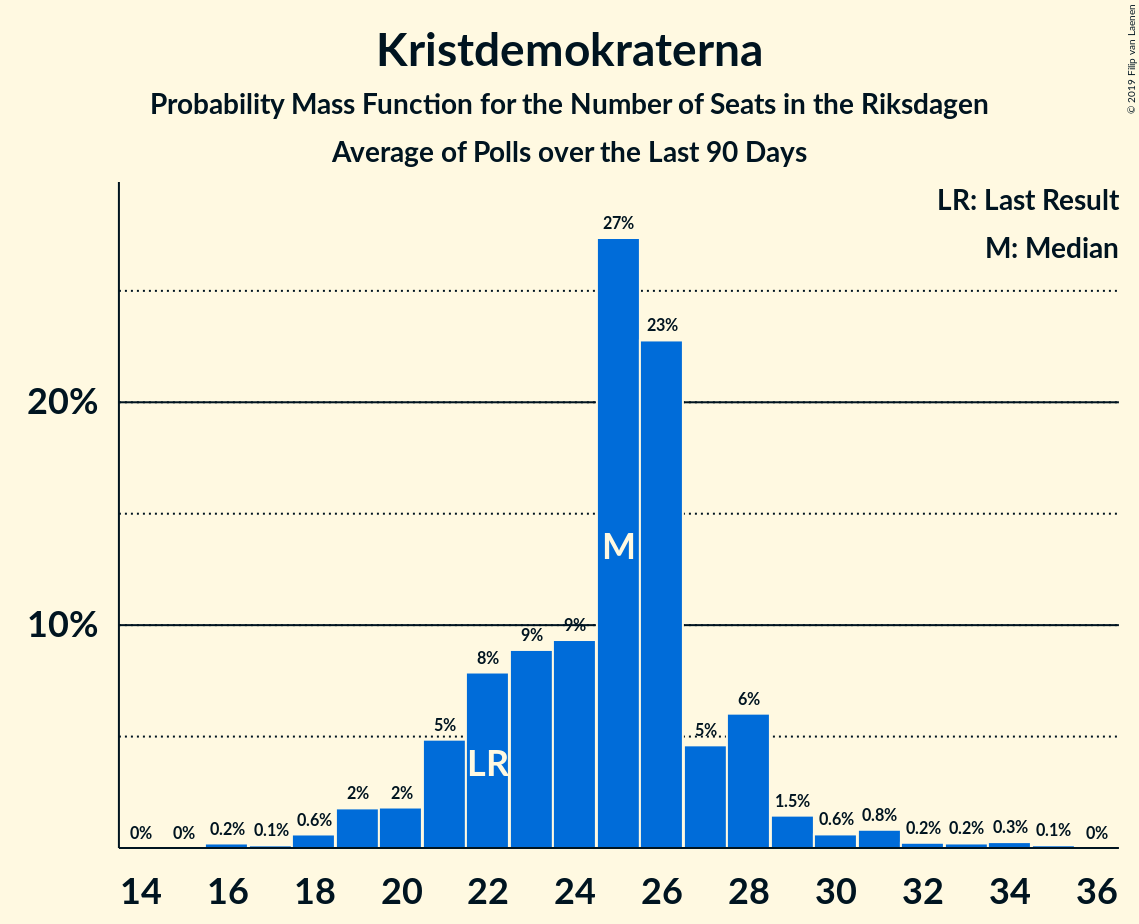 Kristdemokraterna
Probability Mass Function for the Number of Seats in the Riksdagen
Average of Polls over the Last 90 Days
© 2019 Filip van Laenen
LR: Last Result
M: Median
20%
10%
0% 0% 0.2% 0.1% 0.6% 2% 2% 5% 8% 9% 9% 27% 23% 5% 6% 1.5% 0.6% 0.8% 0.2% 0.2% 0.3% 0.1% 0%
M
LR
14 16 18 20 22 24 26 28 30 32 34 36